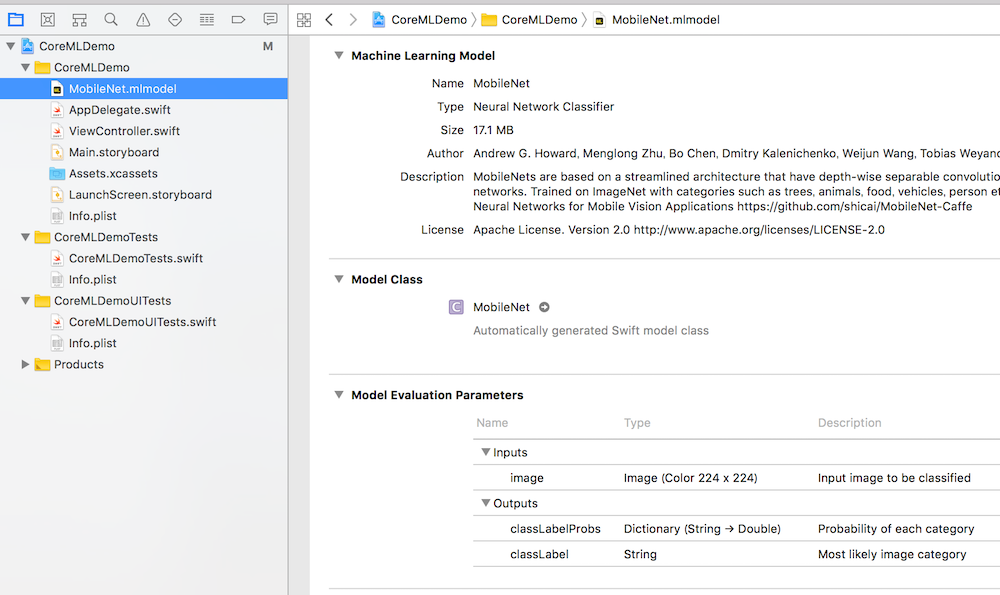 CoreMLDemo CoreMLDemo MobileNet.mlmodel
CoreMLDemo M
CoreMLDemo
MobileNet.mlmodel
AppDelegate.swift
ViewController.swift
Main.storyboard
Assets.xcassets
LaunchScreen.storyboard
Info.plist
CoreMLDemoTests
CoreMLDemoTests.swift
Info.plist
CoreMLDemoUITests
CoreMLDemoUITests.swift
Info.plist
Products
Machine Learning Model
Name MobileNet
Type Neural Network Classifier
Size 17.1 MB
Author Andrew G. Howard, Menglong Zhu, Bo Chen, Dmitry Kalenichenko, Weijun Wang, Tobias Weyand
Description MobileNets are based on a streamlined architecture that have depth-wise separable convolutio
networks. Trained on ImageNet with categories such as trees, animals, food, vehicles, person et
Neural Networks for Mobile Vision Applications https://github.com/shicai/MobileNet-Caffe
License Apache License. Version 2.0 http://www.apache.org/licenses/LICENSE-2.0
Model Class
C MobileNet
Automatically generated Swift model class
Model Evaluation Parameters
Name Type Description
Inputs
image Image (Color 224 x 224) Input image to be classified
Outputs
classLabelProbs Dictionary (String → Double) Probability of each category
classLabel String Most likely image category